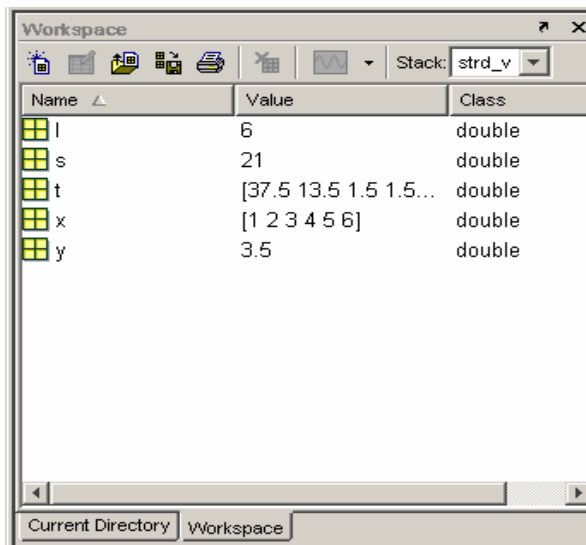 Workspace
Stack: strd_v
Name Value Class
l 6 double
s 21 double
t [37.5 13.5 1.5 1.5... double
x [1 2 3 4 5 6] double
y 3.5 double
Current Directory Workspace